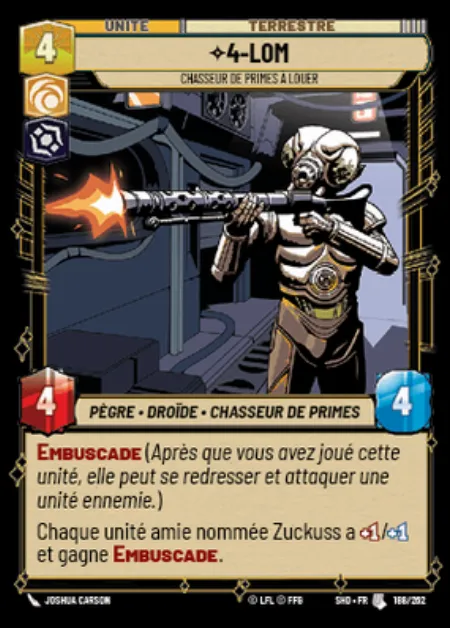 UNITÉ
TERRESTRE
4
4-LOM
CHASSEUR DE PRIMES À LOUER
4
PÈGRE • DROÏDE • CHASSEUR DE PRIMES
4
EMBUSCADE (Après que vous avez joué cette
unité, elle peut se redresser et attaquer une
unité ennemie.)
Chaque unité amie nommée Zuckuss a +1/+1
et gagne EMBUSCADE.
JOSHUA CARSON
© LFL © FFG
SHD • FR
188/262